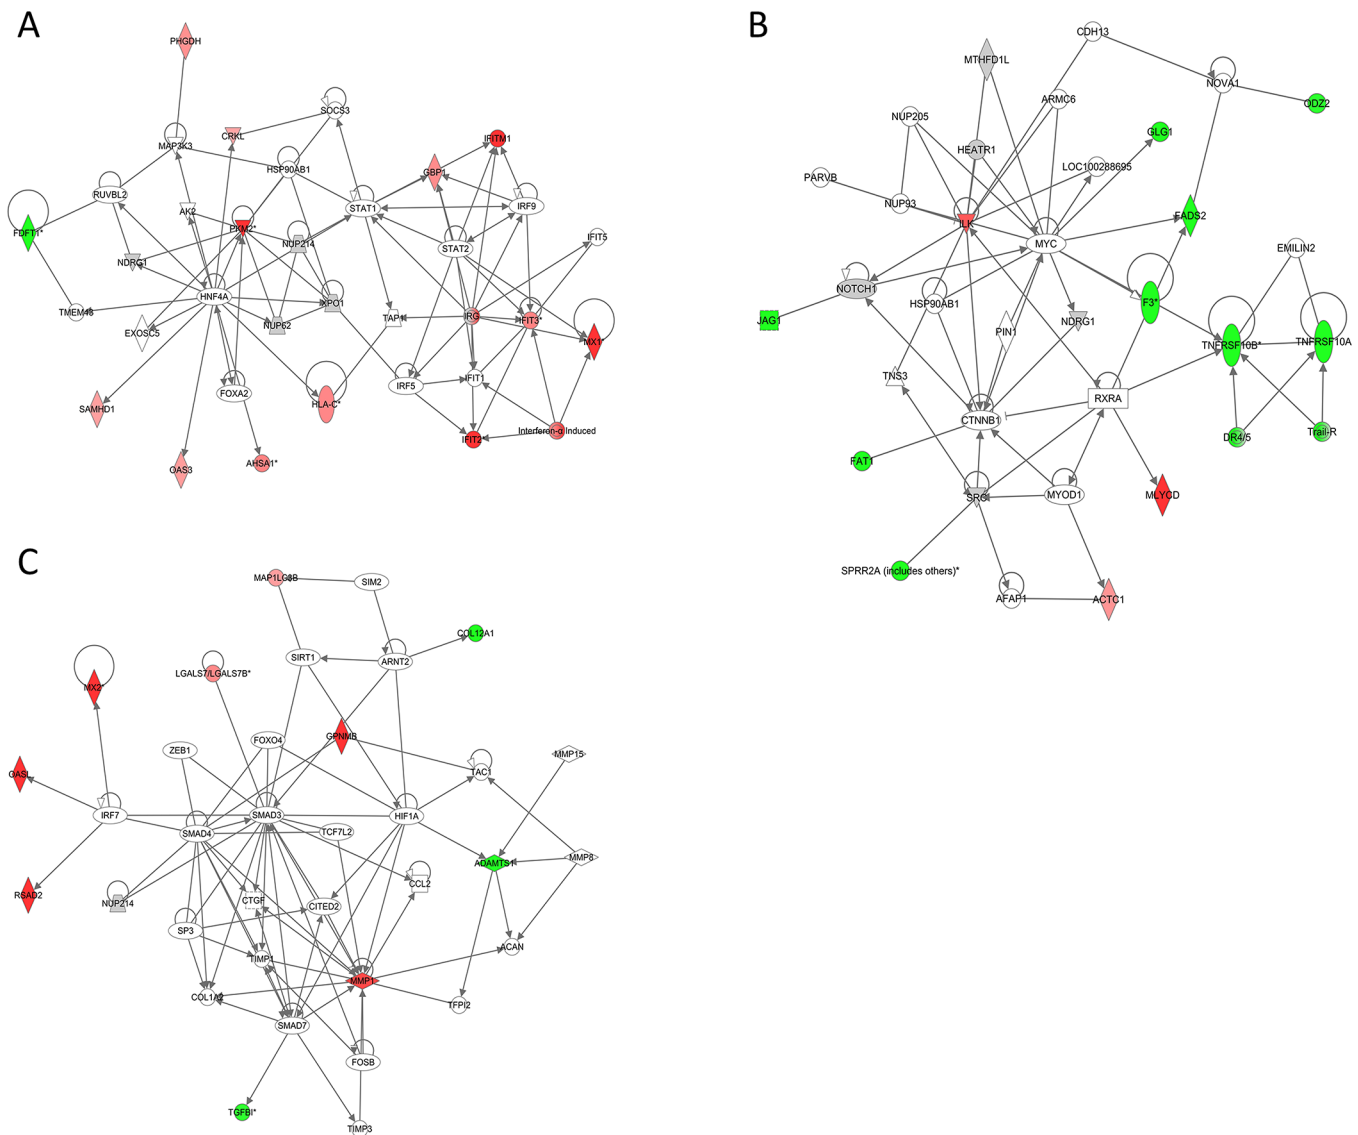 A
PHGDH
SOCS3
CRKL
MAP3K3
IFITM1
HSP90AB1
GBP1
RUVBL2
AK2
STAT1
IRF9
FDFT1*
PKM2*
NUP214
IFIT5
STAT2
NDRG1
HNF4A
XPO1
TMEM43
EXOSC5
NUP62
TAP1
IRG
IFIT3*
MX1*
FOXA2
IRF5
IFIT1
SAMHD1
HLA-C*
OAS3
AHSA1*
IFIT2*
Interferon-α Induced
B
CDH13
MTHFD1L
NOVA1
ARMC6
ODZ2
NUP205
GLG1
HEATR1
LOC100288695
PARVB
NUP93
ILK
FADS2
MYC
EMILIN2
NOTCH1
HSP90AB1
F3*
JAG1
PIN1
NDRG1
TNFRSF10B*
TNFRSF10A
TNS3
RXRA
CTNNB1
DR4/5
Trail-R
FAT1
SRC
MYOD1
MLYCD
SPRR2A (includes others)*
AFAP1
ACTC1
C
MAP1LC3B
SIM2
COL12A1
SIRT1
ARNT2
LGALS7/LGALS7B*
MX2*
GPNMB
FOXO4
ZEB1
MMP15
OASL
TAC1
IRF7
SMAD3
HIF1A
SMAD4
TCF7L2
ADAMTS1
MMP8
RSAD2
NUP214
CTGF
CCL2
CITED2
SP3
ACAN
TIMP1
MMP1
COL1A2
TFPI2
SMAD7
FOSB
TGFBI*
TIMP3